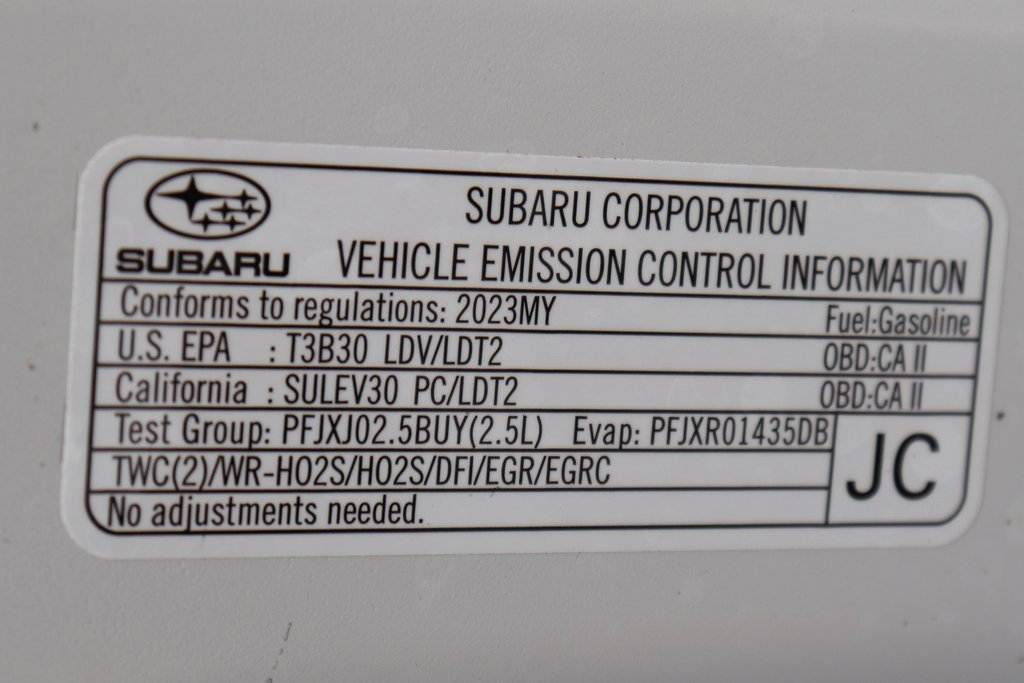 SUBARU CORPORATION
SUBARU
VEHICLE EMISSION CONTROL INFORMATION
Conforms to regulations: 2023MY Fuel:Gasoline
U.S. EPA : T3B30 LDV/LDT2 OBD:CA II
California : SULEV30 PC/LDT2 OBD:CA II
Test Group: PFJXJ02.5BUY(2.5L) Evap: PFJXR01435DB
JC
TWC(2)/WR-HO2S/HO2S/DFI/EGR/EGRC
No adjustments needed.